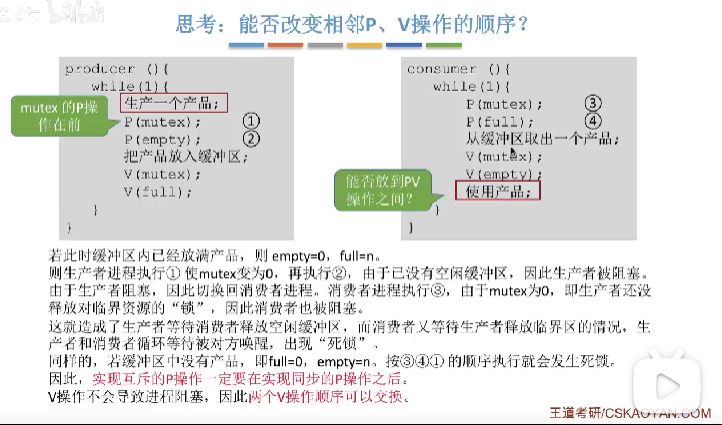 思考：能否改变相邻P、V操作的顺序？
producer (){
while(1){
生产一个产品;
P(mutex); ①
P(empty); ②
把产品放入缓冲区;
V(mutex);
V(full);
}
}
mutex 的P操
作在前
consumer (){
while(1){
P(mutex); ③
P(full); ④
从缓冲区取出一个产品;
V(mutex);
V(empty);
使用产品;
}
}
能否放到PV
操作之间？
若此时缓冲区内已经放满产品，则 empty=0，full=n。
则生产者进程执行① 使mutex变为0，再执行②，由于已没有空闲缓冲区，因此生产者被阻塞。
由于生产者阻塞，因此切换回消费者进程。消费者进程执行③，由于mutex为0，即生产者还没
释放对临界资源的“锁”，因此消费者也被阻塞。
这就造成了生产者等待消费者释放空闲缓冲区，而消费者又等待生产者释放临界区的情况，生
产者和消费者循环等待被对方唤醒，出现“死锁”。
同样的，若缓冲区中没有产品，即full=0，empty=n。按③④① 的顺序执行就会发生死锁。
因此，实现互斥的P操作一定要在实现同步的P操作之后。
V操作不会导致进程阻塞，因此两个V操作顺序可以交换。
王道考研/CSKAOYAN.COM